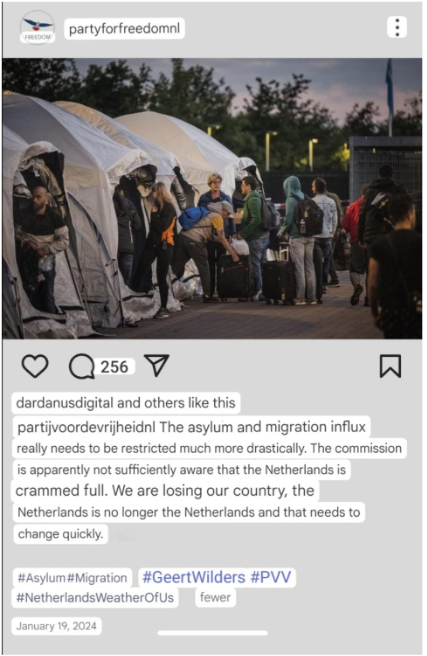 FREEDOM
partyforfreedomnl
256
dardanusdigital and others like this
partijvoordevrijheidnl The asylum and migration influx
really needs to be restricted much more drastically. The commission
is apparently not sufficiently aware that the Netherlands is
crammed full. We are losing our country, the
Netherlands is no longer the Netherlands and that needs to
change quickly.
#Asylum#Migration #GeertWilders #PVV
#NetherlandsWeatherOfUs fewer
January 19, 2024